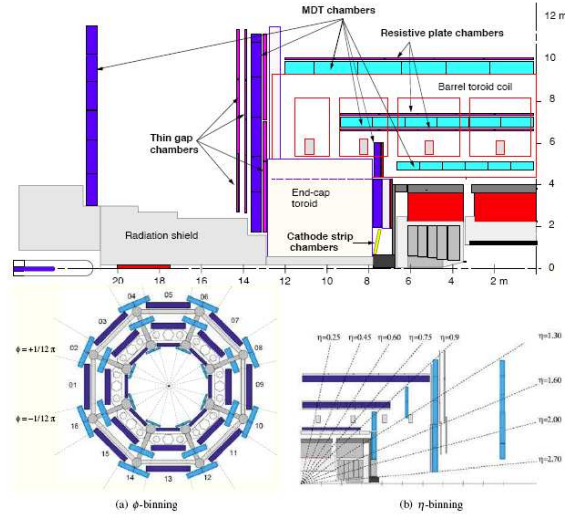 12 m
MDT chambers
Resistive plate chambers
10
Barrel toroid coil
8
Thin gap
chambers
6
End-cap
toroid
4
Radiation shield
Cathode strip
chambers
2
0
20 18 16 14 12 10 8 6 4 2 m
04 05 06
03 07
ϕ=+1/12 π 02 08
01 09
ϕ=−1/12 π 16 10
15 11
14 13 12
η=0.25 η=0.45 η=0.60 η=0.75 η=0.9 η=1.30
η=1.60
η=2.00
η=2.70
(a) ϕ-binning (b) η-binning